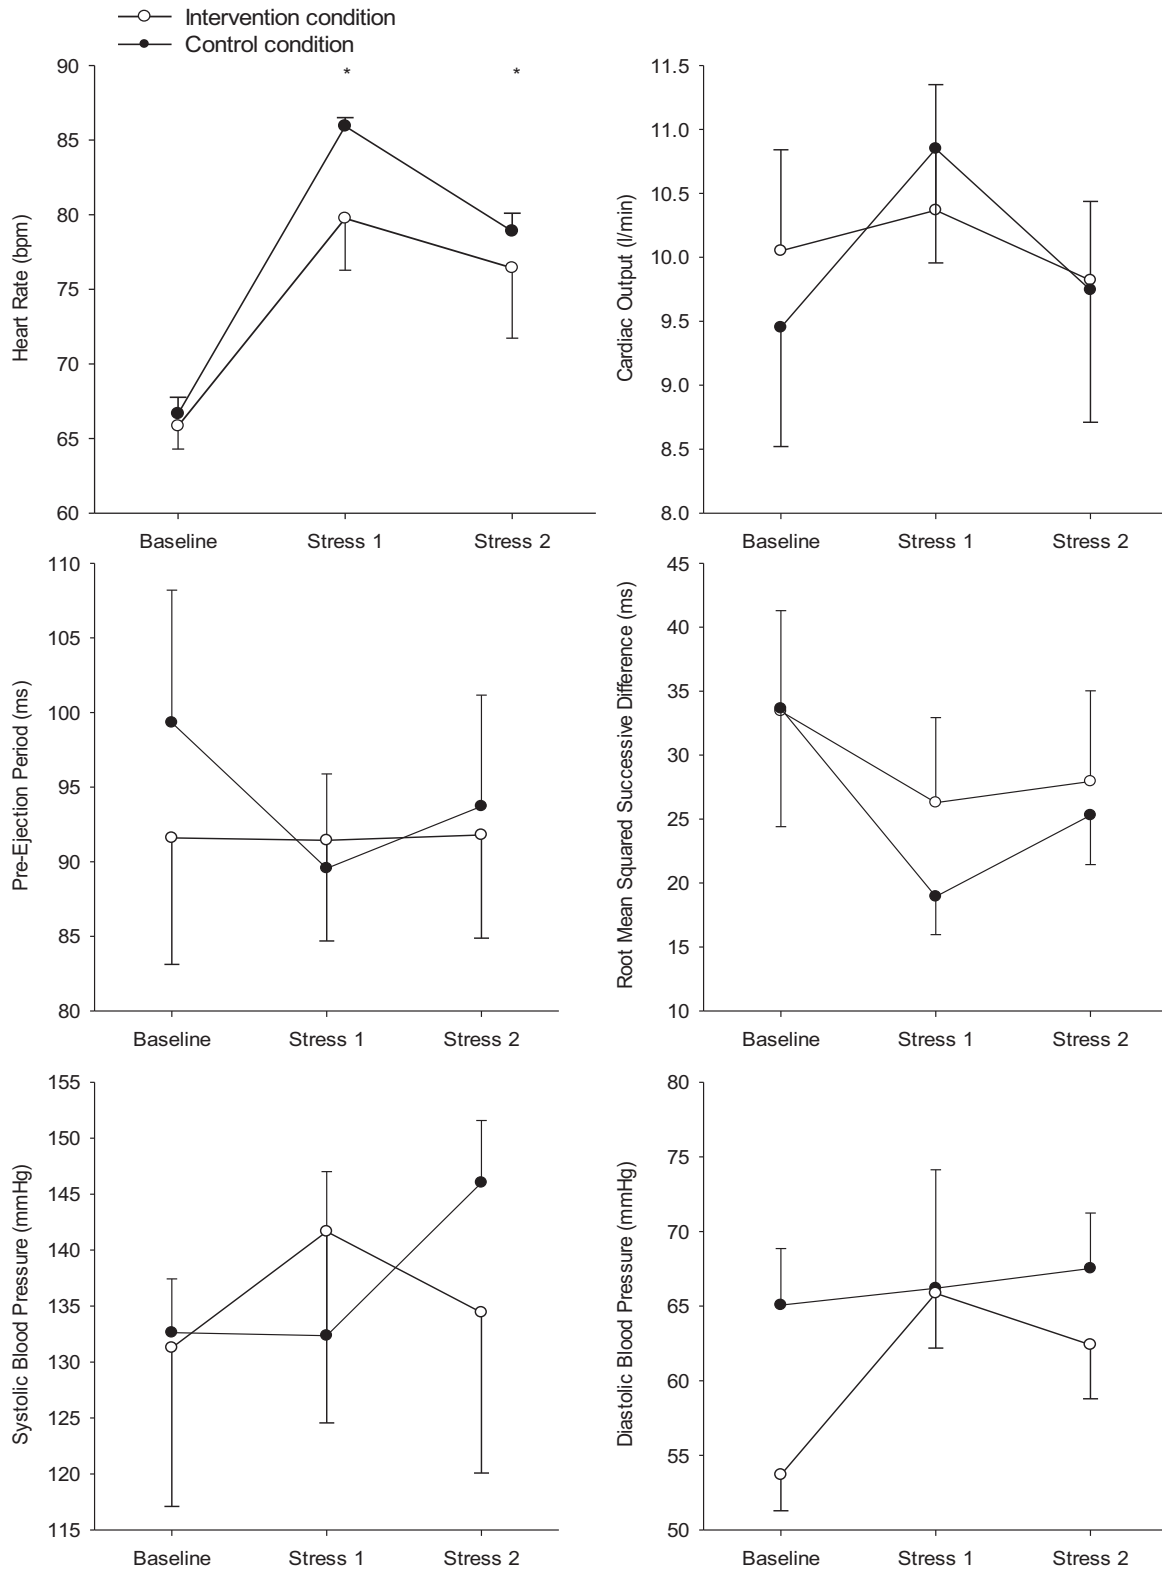 Intervention condition
Control condition
Heart Rate (bpm)
90
85
80
75
70
65
60
*
*
Baseline
Stress 1
Stress 2
Cardiac Output (l/min)
11.5
11.0
10.5
10.0
9.5
9.0
8.5
8.0
Baseline
Stress 1
Stress 2
Pre-Ejection Period (ms)
110
105
100
95
90
85
80
Baseline
Stress 1
Stress 2
Root Mean Squared Successive Difference (ms)
45
40
35
30
25
20
15
10
Baseline
Stress 1
Stress 2
Systolic Blood Pressure (mmHg)
155
150
145
140
135
130
125
120
115
Baseline
Stress 1
Stress 2
Diastolic Blood Pressure (mmHg)
80
75
70
65
60
55
50
Baseline
Stress 1
Stress 2